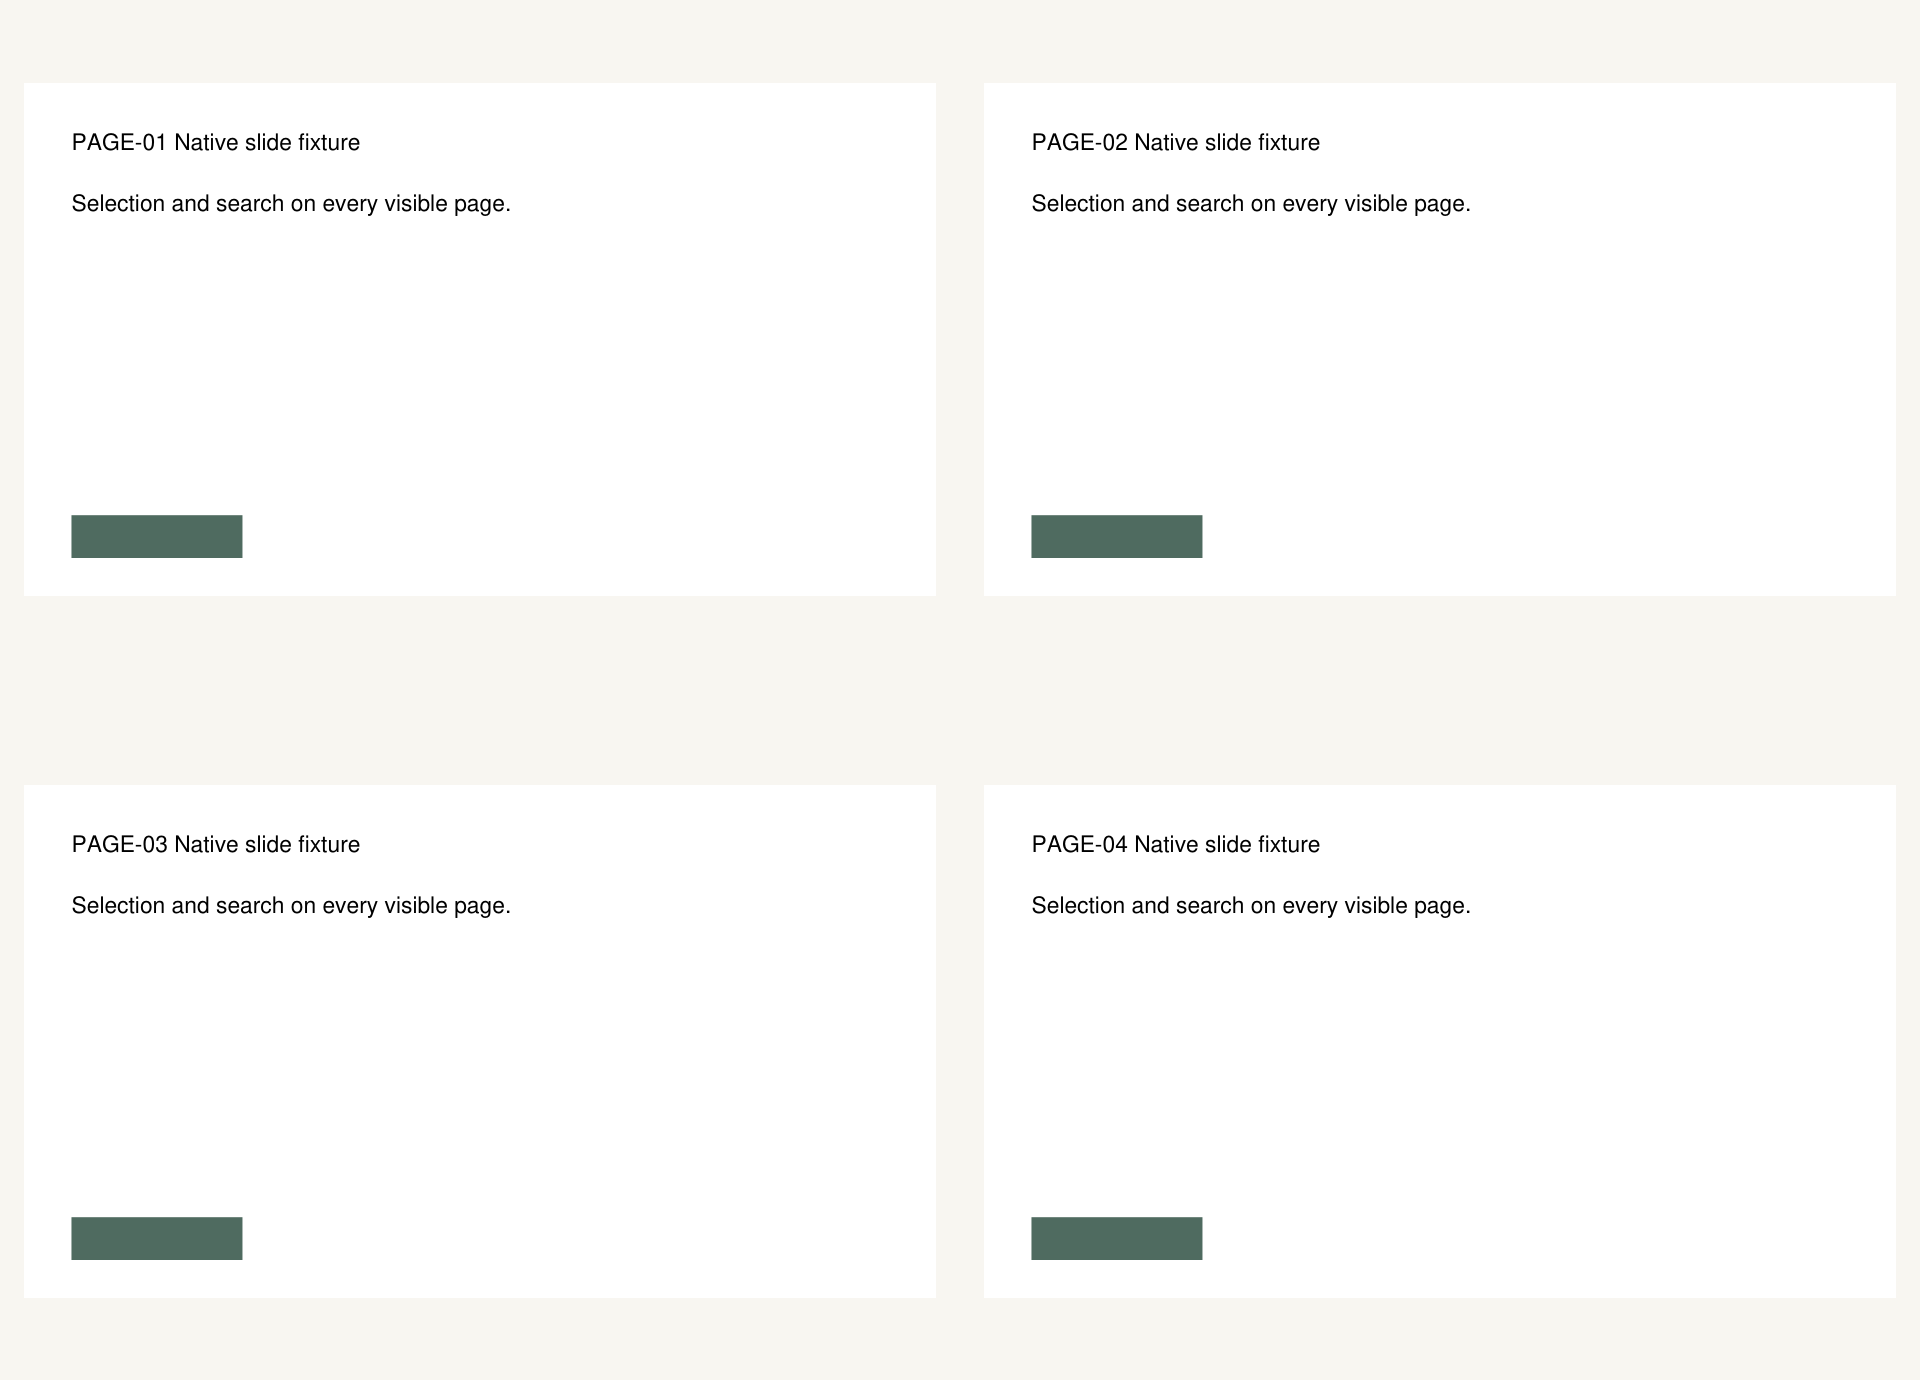 PAGE-01 Native slide fixture
Selection and search on every visible page.
PAGE-02 Native slide fixture
Selection and search on every visible page.
PAGE-03 Native slide fixture
Selection and search on every visible page.
PAGE-04 Native slide fixture
Selection and search on every visible page.